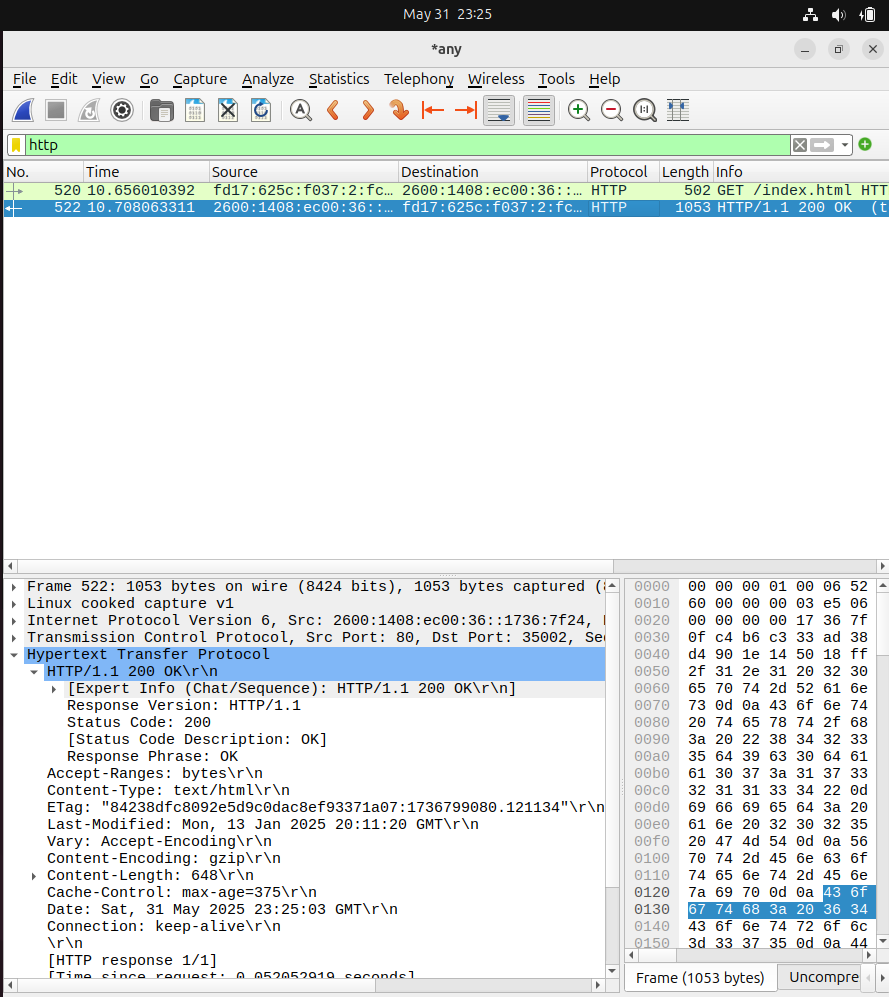 May 31 23:25
*any
File Edit View Go Capture Analyze Statistics Telephony Wireless Tools Help
http
No. Time Source Destination Protocol Length Info
520 10.656010392 fd17:625c:f037:2:fc… 2600:1408:ec00:36::… HTTP 502 GET /index.html HTT
522 10.708063311 2600:1408:ec00:36::… fd17:625c:f037:2:fc… HTTP 1053 HTTP/1.1 200 OK (t
Frame 522: 1053 bytes on wire (8424 bits), 1053 bytes captured (
Linux cooked capture v1
Internet Protocol Version 6, Src: 2600:1408:ec00:36::1736:7f24,
Transmission Control Protocol, Src Port: 80, Dst Port: 35002, Se
Hypertext Transfer Protocol
HTTP/1.1 200 OK\r\n
[Expert Info (Chat/Sequence): HTTP/1.1 200 OK\r\n]
Response Version: HTTP/1.1
Status Code: 200
[Status Code Description: OK]
Response Phrase: OK
Accept-Ranges: bytes\r\n
Content-Type: text/html\r\n
ETag: "84238dfc8092e5d9c0dac8ef93371a07:1736799080.121134"\r\n
Last-Modified: Mon, 13 Jan 2025 20:11:20 GMT\r\n
Vary: Accept-Encoding\r\n
Content-Encoding: gzip\r\n
Content-Length: 648\r\n
Cache-Control: max-age=375\r\n
Date: Sat, 31 May 2025 23:25:03 GMT\r\n
Connection: keep-alive\r\n
\r\n
[HTTP response 1/1]
[Time since request: 0.052052919 seconds]
0000 00 00 00 01 00 06 52
0010 60 00 00 00 03 e5 06
0020 00 00 00 00 17 36 7f
0030 0f c4 b6 c3 33 ad 38
0040 d4 90 1e 14 50 18 ff
0050 2f 31 2e 31 20 32 30
0060 65 70 74 2d 52 61 6e
0070 73 0d 0a 43 6f 6e 74
0080 20 74 65 78 74 2f 68
0090 3a 20 22 38 34 32 33
00a0 35 64 39 63 30 64 61
00b0 61 30 37 3a 31 37 33
00c0 32 31 31 33 34 22 0d
00d0 69 66 69 65 64 3a 20
00e0 61 6e 20 32 30 32 35
00f0 20 47 4d 54 0d 0a 56
0100 70 74 2d 45 6e 63 6f
0110 74 65 6e 74 2d 45 6e
0120 7a 69 70 0d 0a 43 6f
0130 67 74 68 3a 20 36 34
0140 43 6f 6e 74 72 6f 6c
0150 3d 33 37 35 0d 0a 44
Frame (1053 bytes) Uncompre